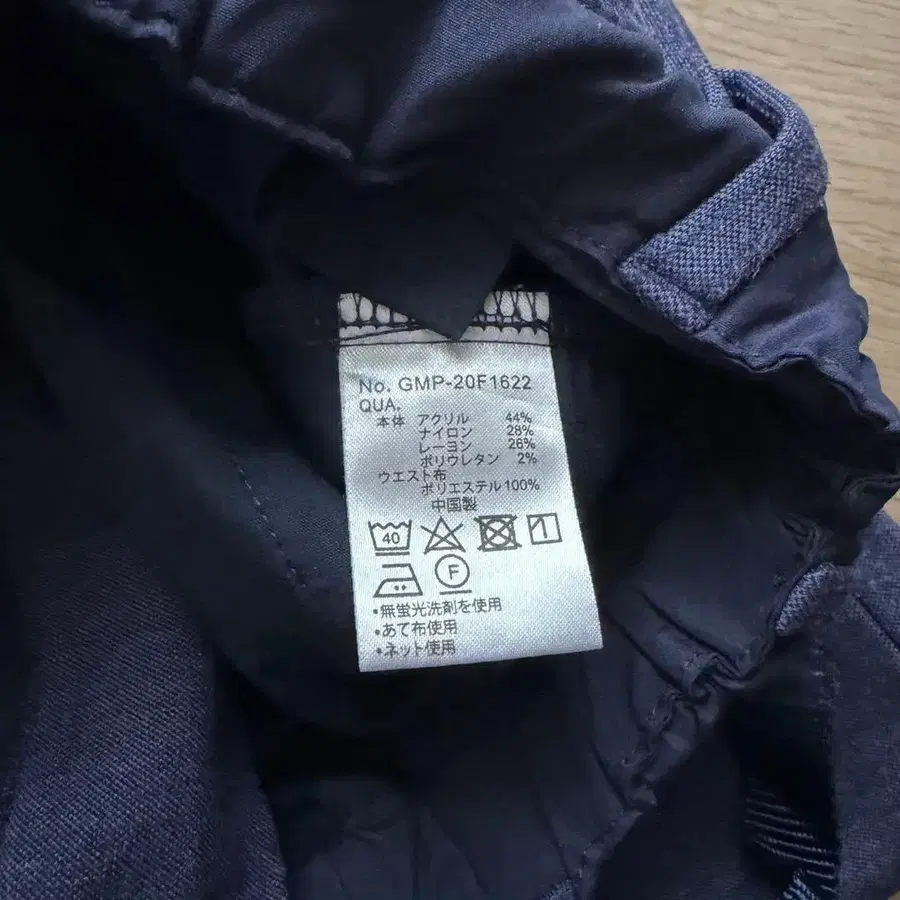 No. GMP-20F1622
QUA.
本体 アクリル 44%
ナイロン 28%
レーヨン 26%
ポリウレタン 2%
ウエスト布
ポリエステル 100%
中国製
40
F
•無蛍光洗剤を使用
•あて布使用
•ネット使用